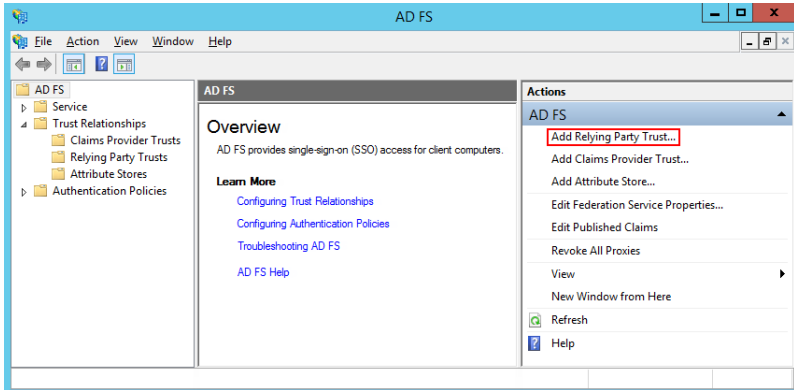 AD FS
File Action View Window Help
AD FS
Service
Trust Relationships
Claims Provider Trusts
Relying Party Trusts
Attribute Stores
Authentication Policies
AD FS
Overview
AD FS provides single-sign-on (SSO) access for client computers.
Learn More
Configuring Trust Relationships
Configuring Authentication Policies
Troubleshooting AD FS
AD FS Help
Actions
AD FS
Add Relying Party Trust...
Add Claims Provider Trust...
Add Attribute Store...
Edit Federation Service Properties...
Edit Published Claims
Revoke All Proxies
View
New Window from Here
Refresh
Help